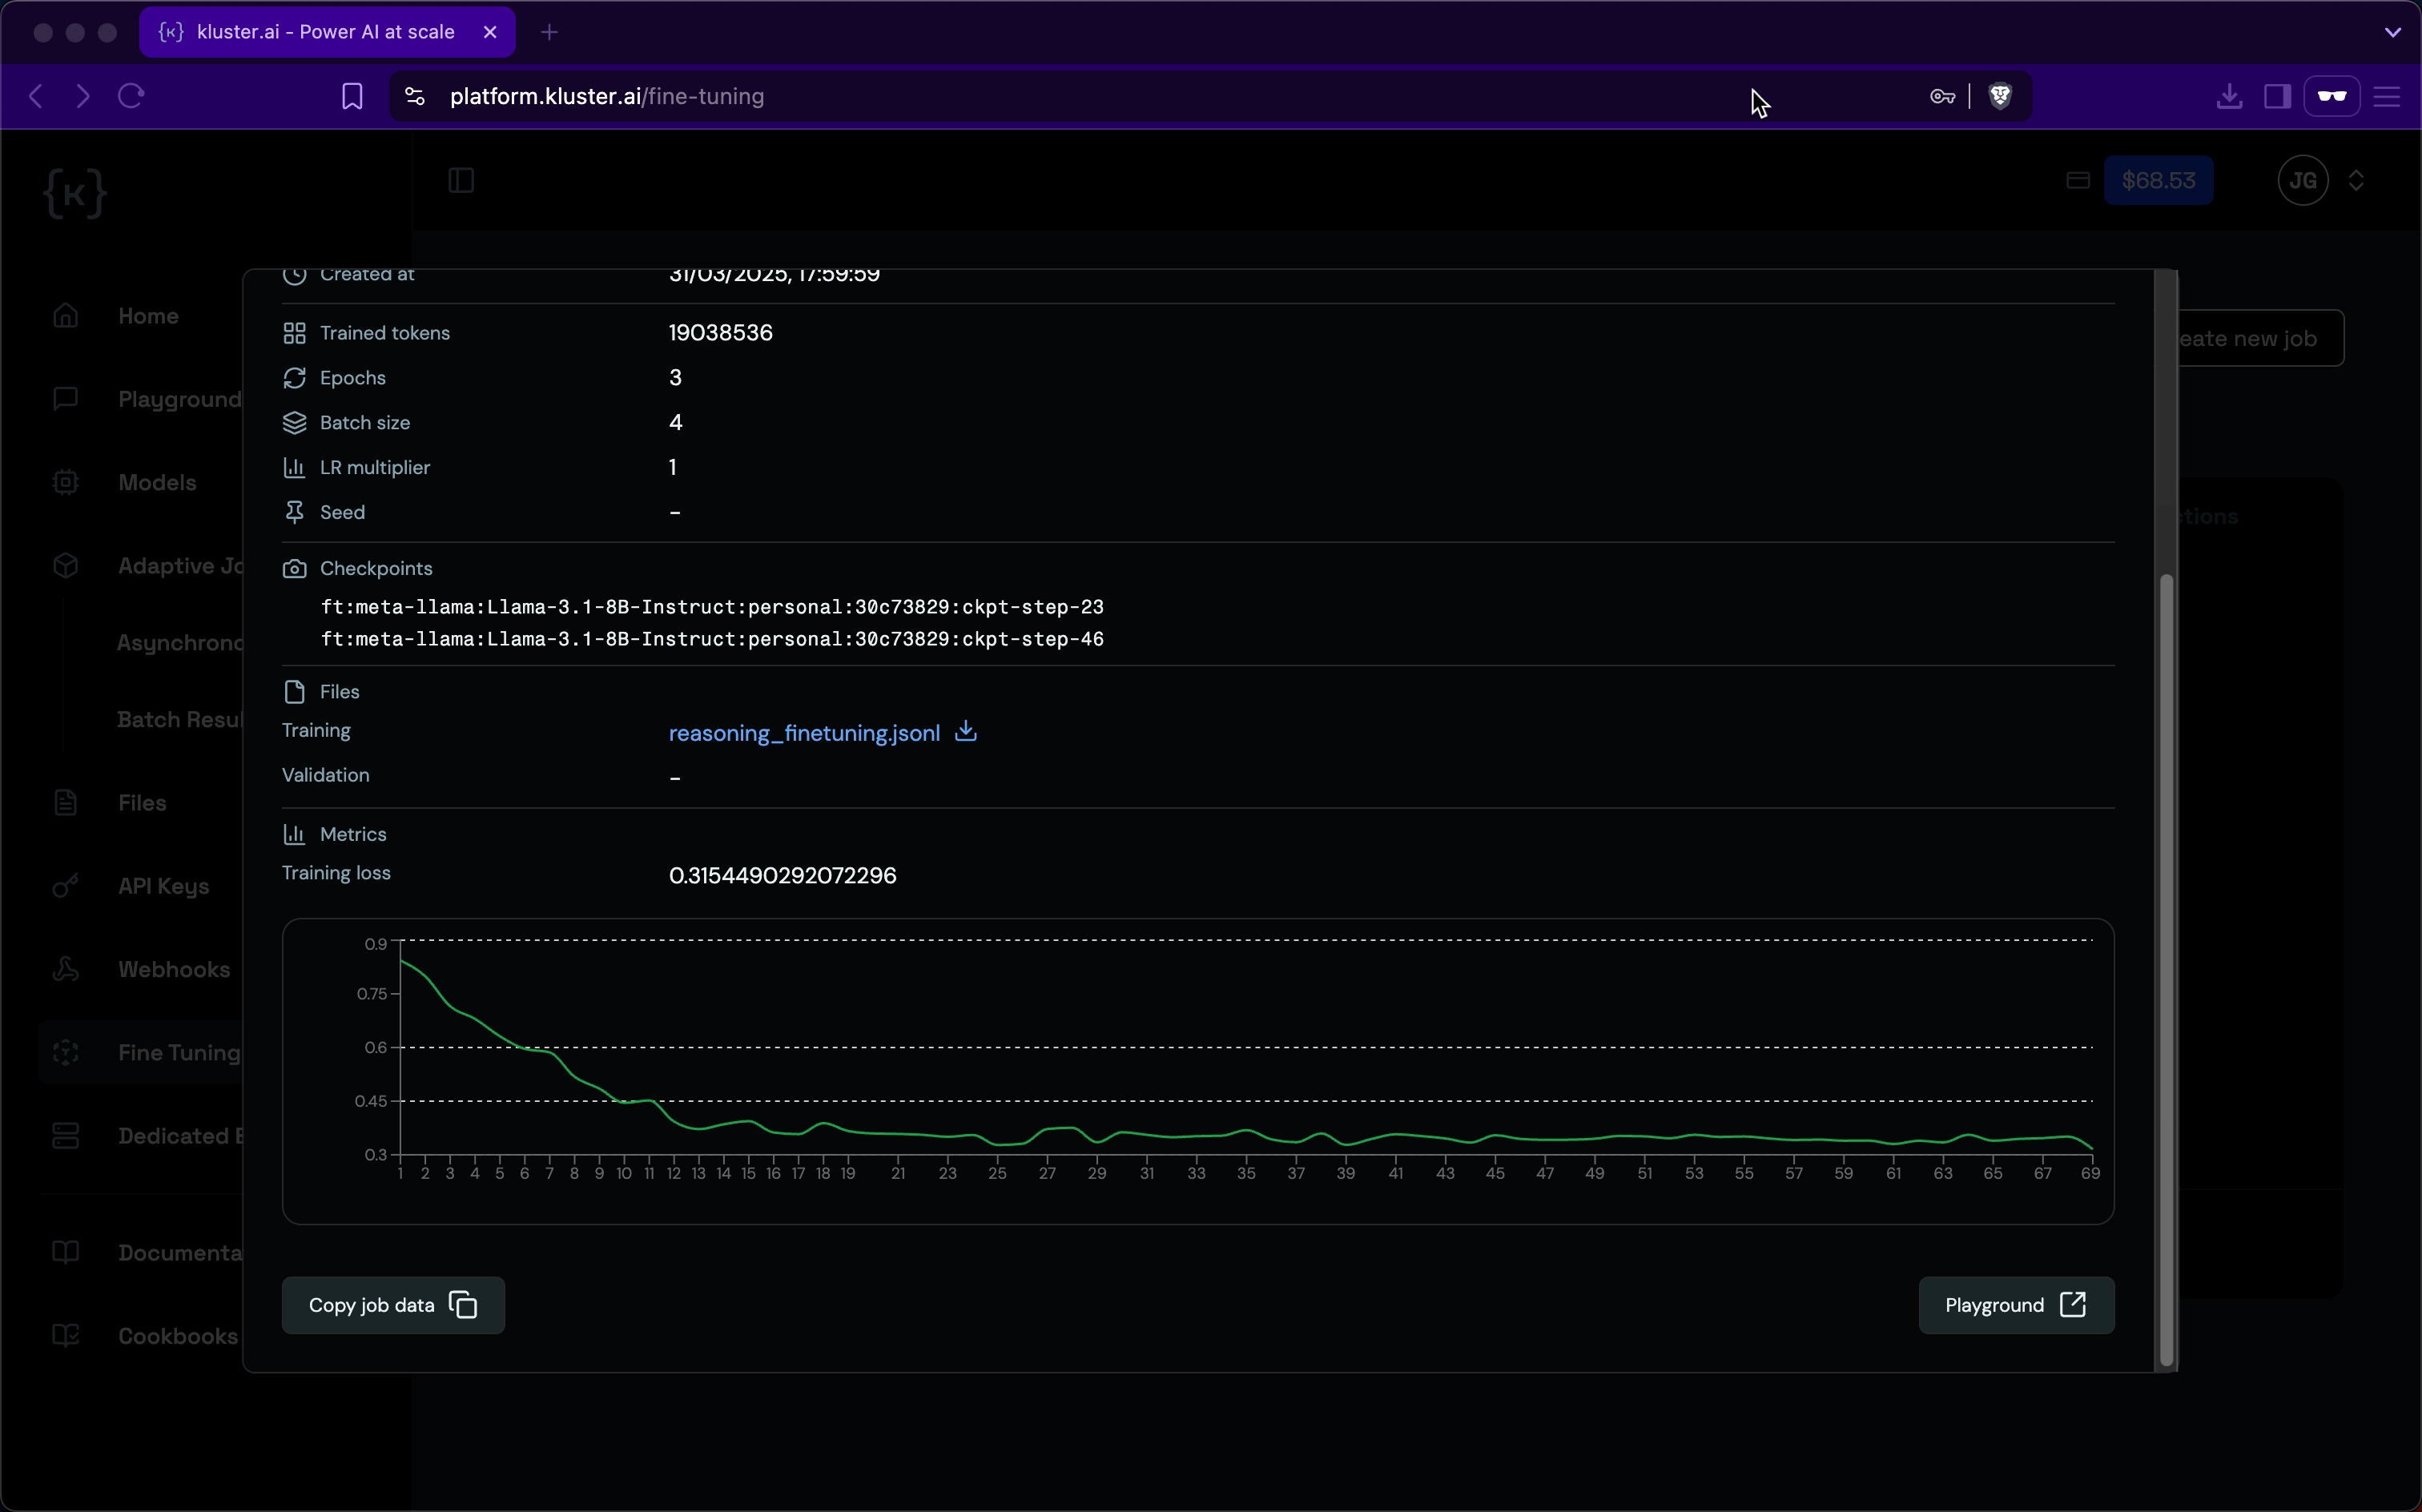 kluster.ai - Power AI at scale
platform.kluster.ai/fine-tuning
{K}
$68.53
JG
Home
Playground
Models
Adaptive Jo
Asynchrono
Batch Resul
Files
API Keys
Webhooks
Fine Tuning
Dedicated E
Documenta
Cookbooks
eate new job
ctions
Created at 31/03/2025, 17:59:59
Trained tokens 19038536
Epochs 3
Batch size 4
LR multiplier 1
Seed -
Checkpoints
ft:meta-llama:Llama-3.1-8B-Instruct:personal:30c73829:ckpt-step-23
ft:meta-llama:Llama-3.1-8B-Instruct:personal:30c73829:ckpt-step-46
Files
Training reasoning_finetuning.jsonl
Validation -
Metrics
Training loss 0.3154490292072296
0.9
0.75
0.6
0.45
0.3
1 2 3 4 5 6 7 8 9 10 11 12 13 14 15 16 17 18 19 21 23 25 27 29 31 33 35 37 39 41 43 45 47 49 51 53 55 57 59 61 63 65 67 69
Copy job data
Playground